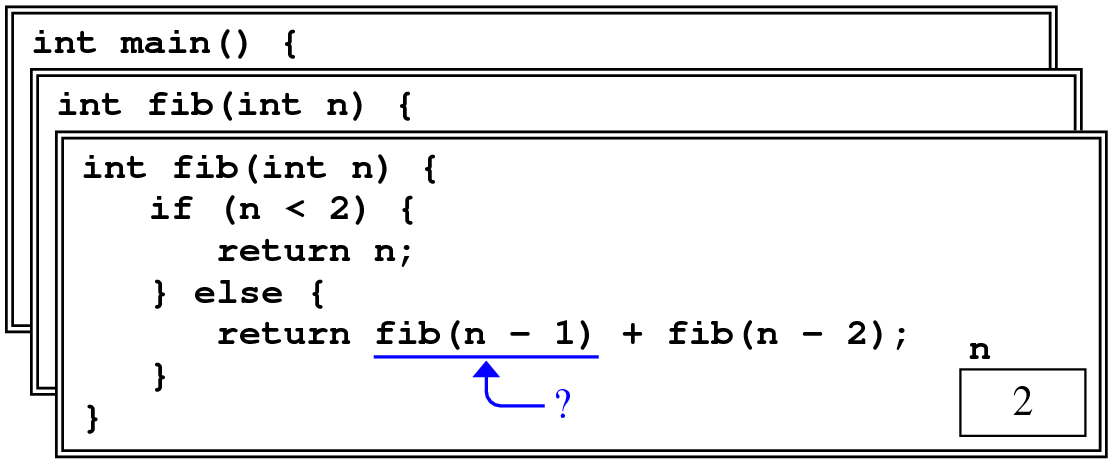 int main() {
int fib(int n) {
int fib(int n) {
   if (n < 2) {
      return n;
   } else {
      return fib(n – 1) + fib(n – 2);
   }
}
?
n
2